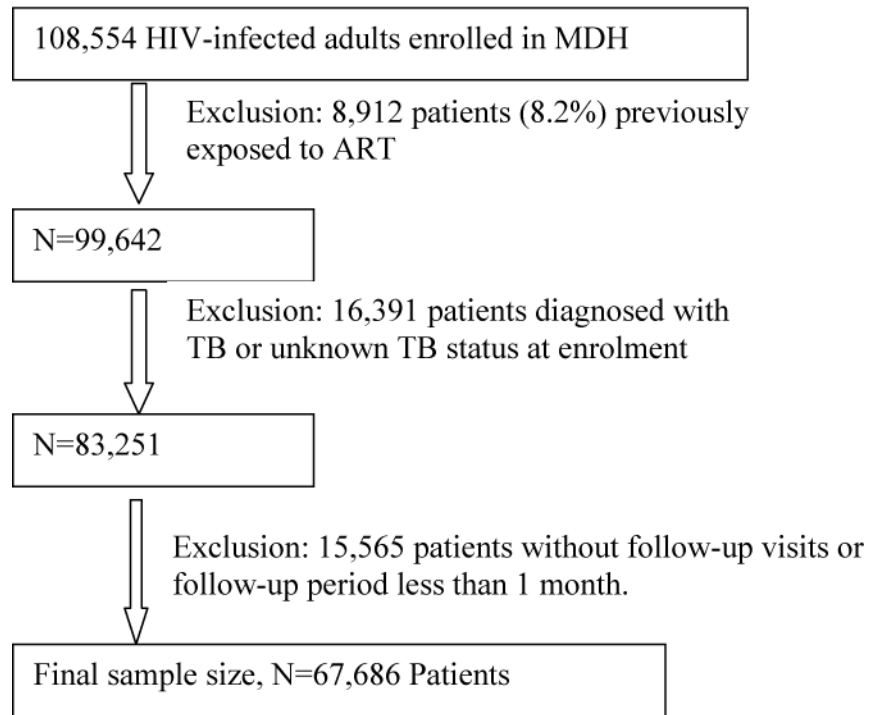 108,554 HIV-infected adults enrolled in MDH
Exclusion: 8,912 patients (8.2%) previously
exposed to ART
N=99,642
Exclusion: 16,391 patients diagnosed with
TB or unknown TB status at enrolment
N=83,251
Exclusion: 15,565 patients without follow-up visits or
follow-up period less than 1 month.
Final sample size, N=67,686 Patients